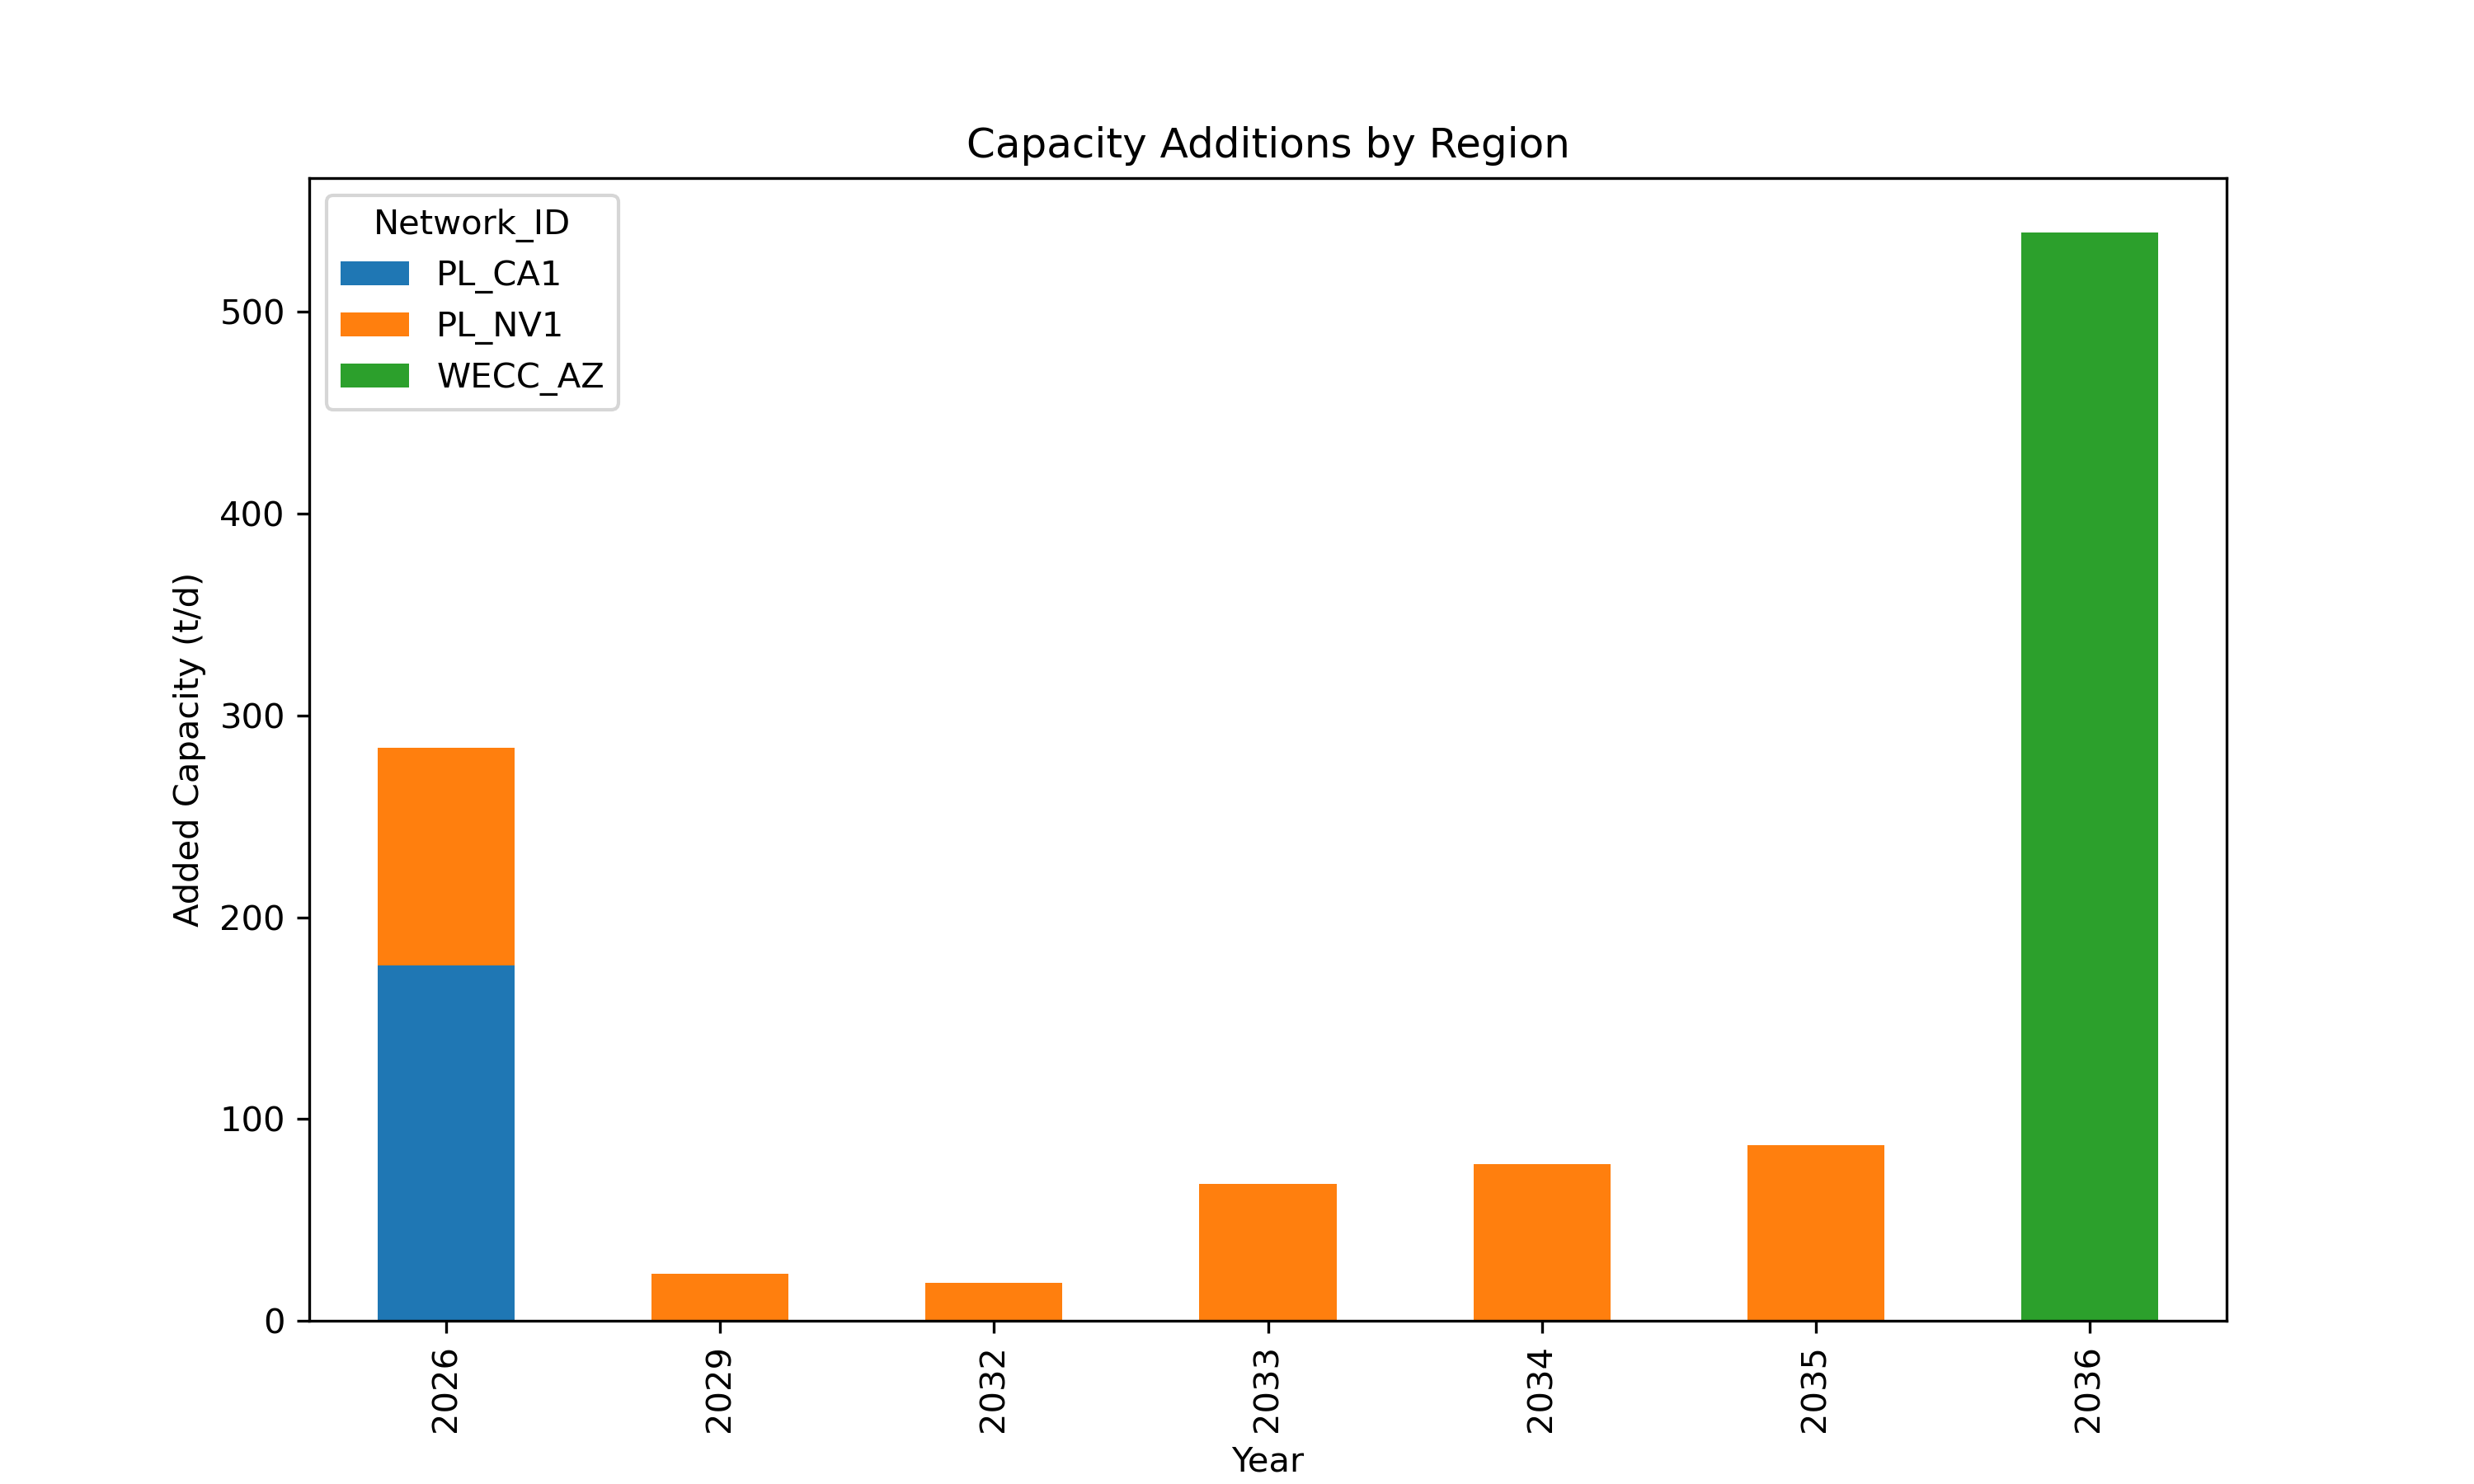 Capacity Additions by Region
Network_ID
PL_CA1
PL_NV1
WECC_AZ
Added Capacity (t/d)
500
400
300
200
100
0
2026
2029
2032
2033
2034
2035
2036
Year